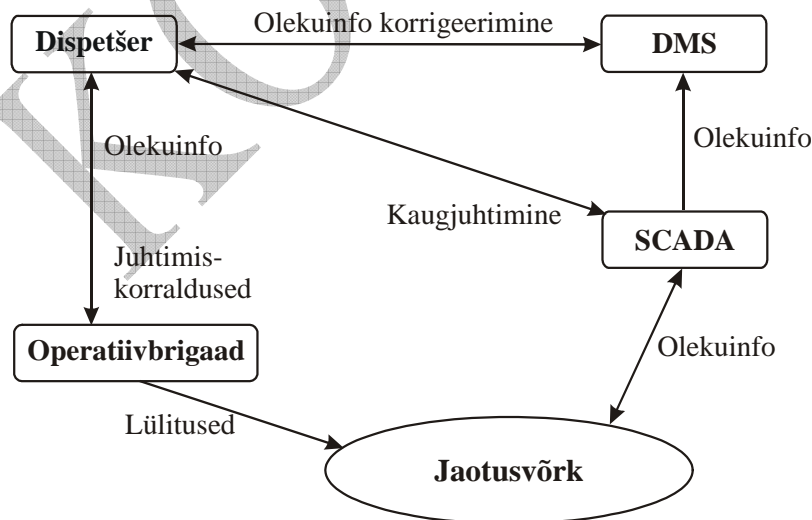 Olekuinfo korrigeerimine
Dispetšer
DMS
Olekuinfo
Olekuinfo
Kaugjuhtimine
SCADA
Juhtimis-
korraldused
Operatiivbrigaad
Olekuinfo
Lülitused
Jaotusvõrk